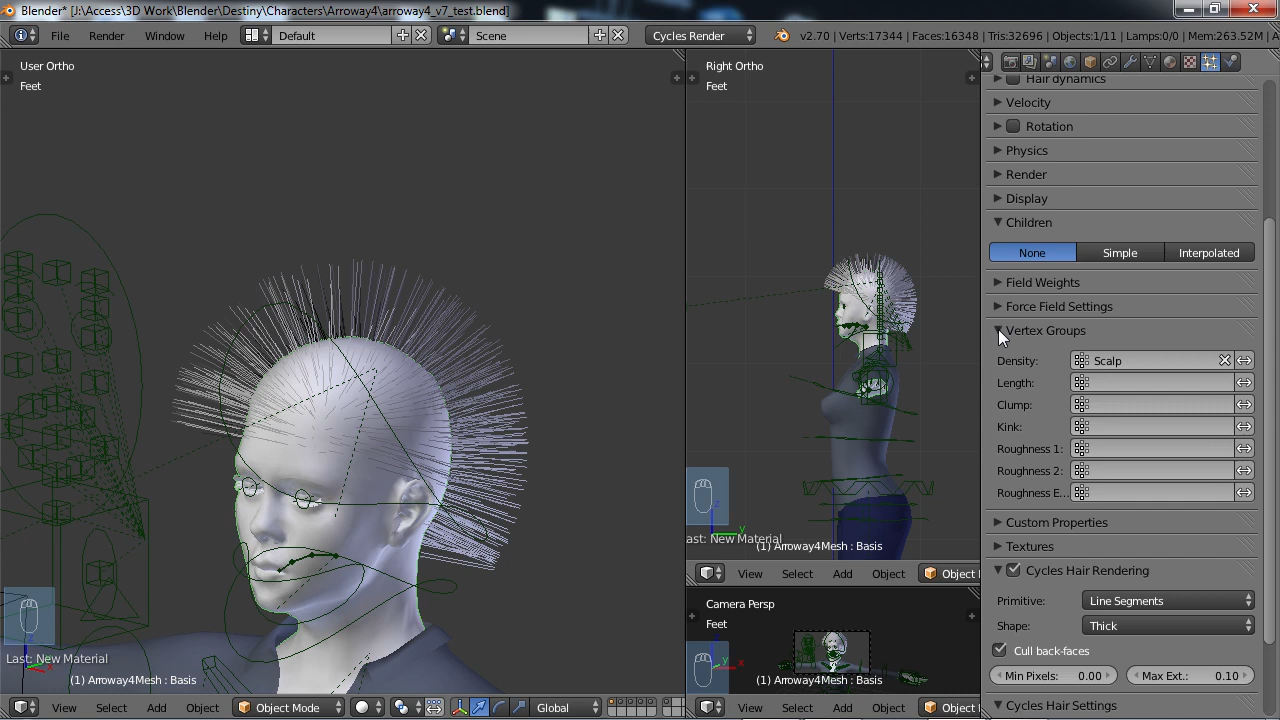 Blender* [J:\Access\3D Work\Blender\Destiny\Characters\Arroway4\arroway4_v7_test.blend]
File Render Window Help Default Scene Cycles Render v2.70 | Verts:17344 | Faces:16348 | Tris:32696 | Objects:1/11 | Lamps:0/0 | Mem:263.52M | A
User Ortho
Feet
Last: New Material
(1) Arroway4Mesh : Basis
View Select Add Object Object Mode Global
Right Ortho
Feet
z
y
ast: New Material
(1) Arroway4Mesh : Basis
View Select Add Object Object
Camera Persp
Feet
y x
(1) Arroway4Mesh : Basis
View Select Add Object Object
Hair dynamics
Velocity
Rotation
Physics
Render
Display
Children
None Simple Interpolated
Field Weights
Force Field Settings
Vertex Groups
Density: Scalp
Length:
Clump:
Kink:
Roughness 1:
Roughness 2:
Roughness E...
Custom Properties
Textures
Cycles Hair Rendering
Primitive: Line Segments
Shape: Thick
Cull back-faces
Min Pixels: 0.00 Max Ext.: 0.10
Cycles Hair Settings